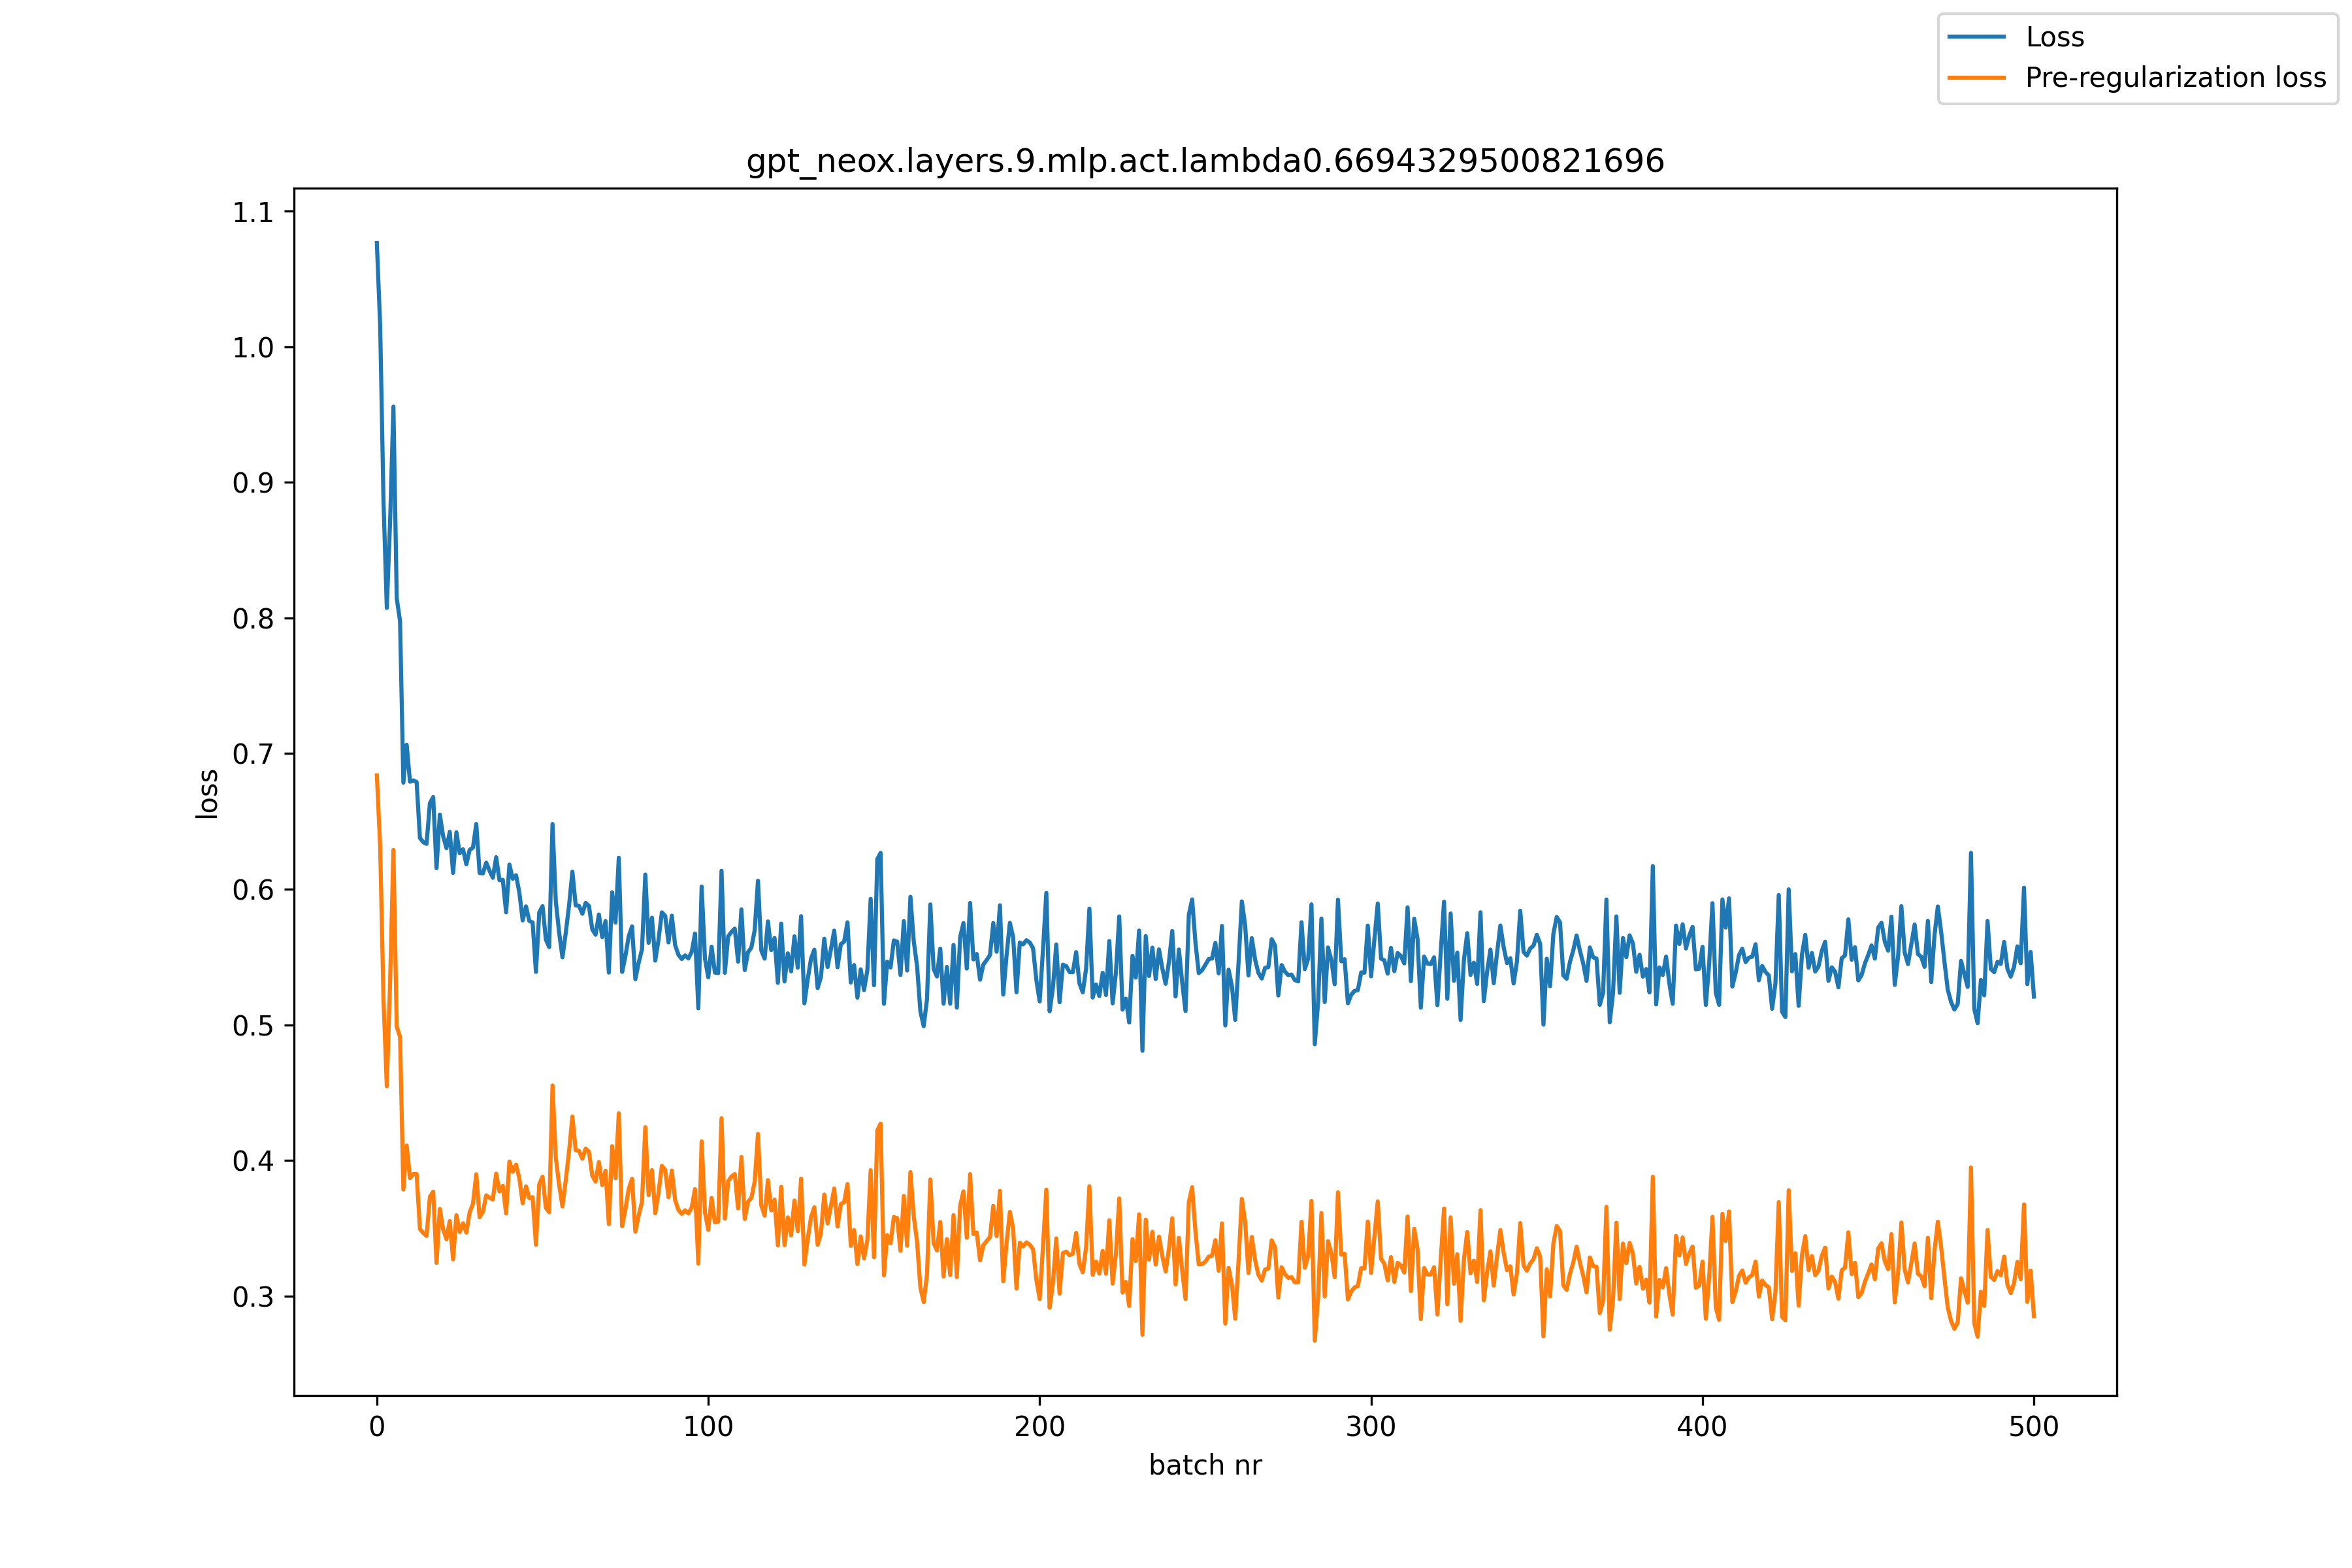 Loss
Pre-regularization loss
gpt_neox.layers.9.mlp.act.lambda0.6694329500821696
1.1
1.0
0.9
0.8
0.7
0.6
0.5
0.4
0.3
loss
0 100 200 300 400 500
batch nr